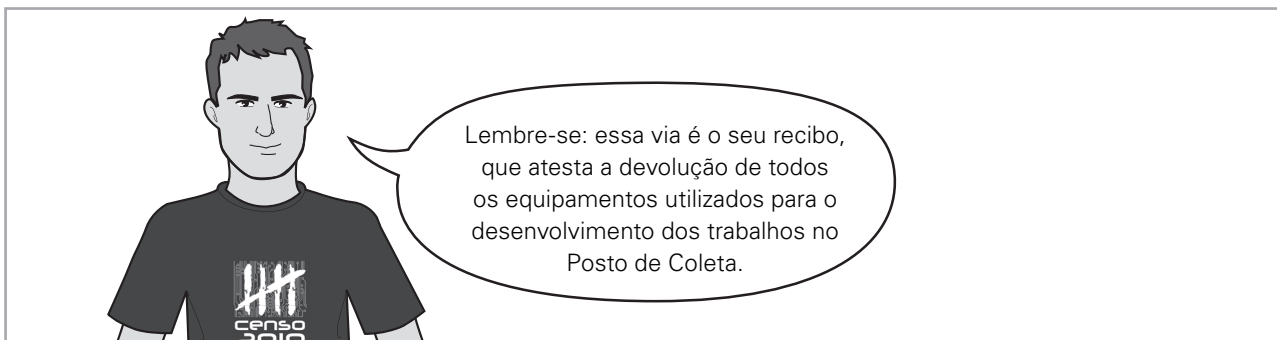 Lembre-se: essa via é o seu recibo,
que atesta a devolução de todos
os equipamentos utilizados para o
desenvolvimento dos trabalhos no
Posto de Coleta.
censo
2010